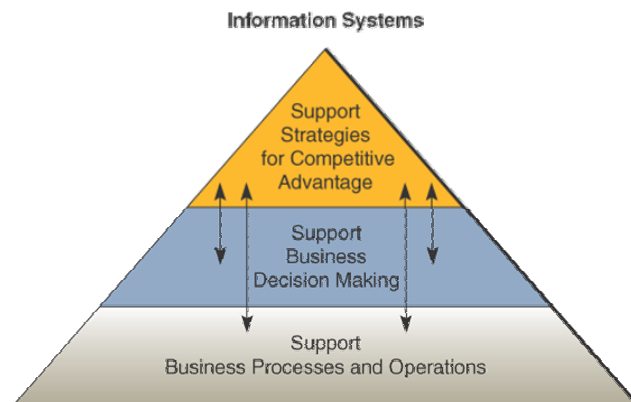 Information Systems
Support
Strategies
for Competitive
Advantage
Support
Business
Decision Making
Support
Business Processes and Operations